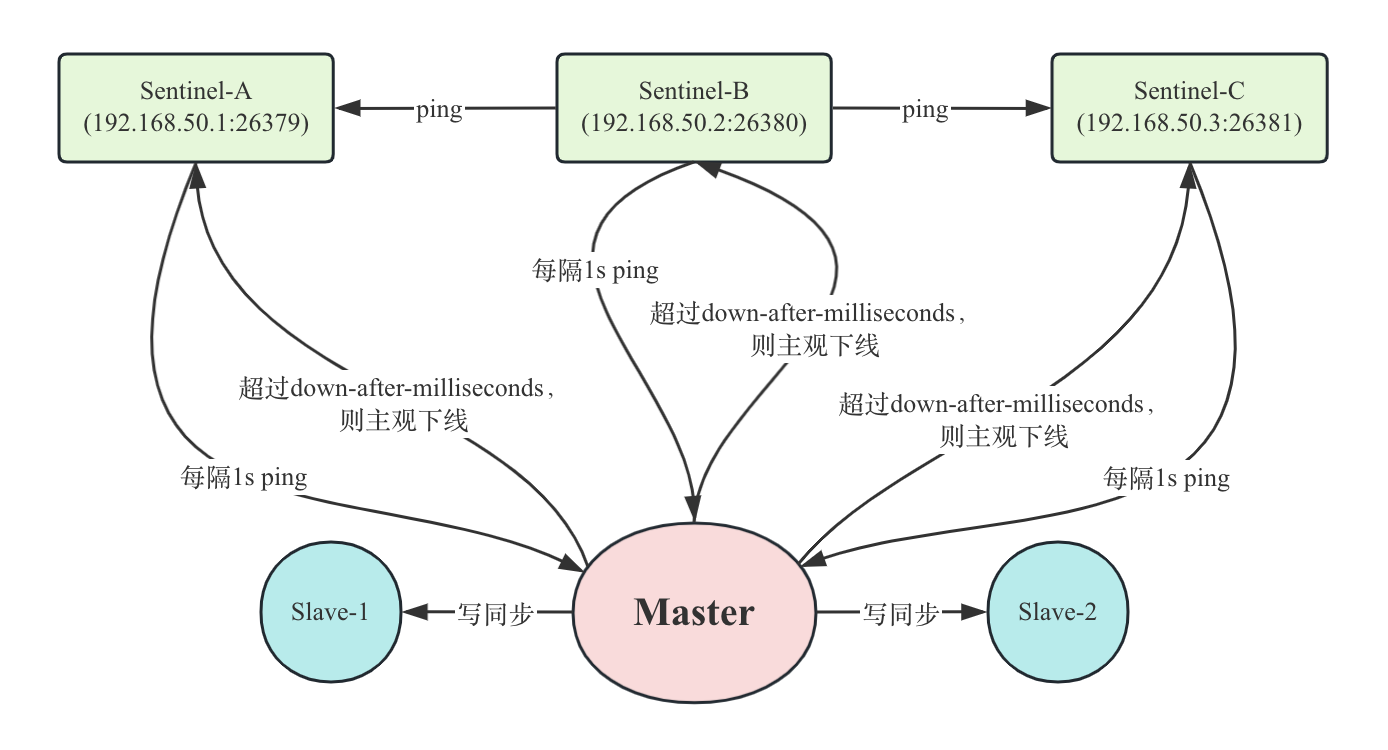 Sentinel-A
(192.168.50.1:26379)
ping
Sentinel-B
(192.168.50.2:26380)
ping
Sentinel-C
(192.168.50.3:26381)
每隔1s ping
超过down-after-milliseconds,
则主观下线
超过down-after-milliseconds,
则主观下线
超过down-after-milliseconds,
则主观下线
每隔1s ping
每隔1s ping
Slave-1
写同步
Master
写同步
Slave-2